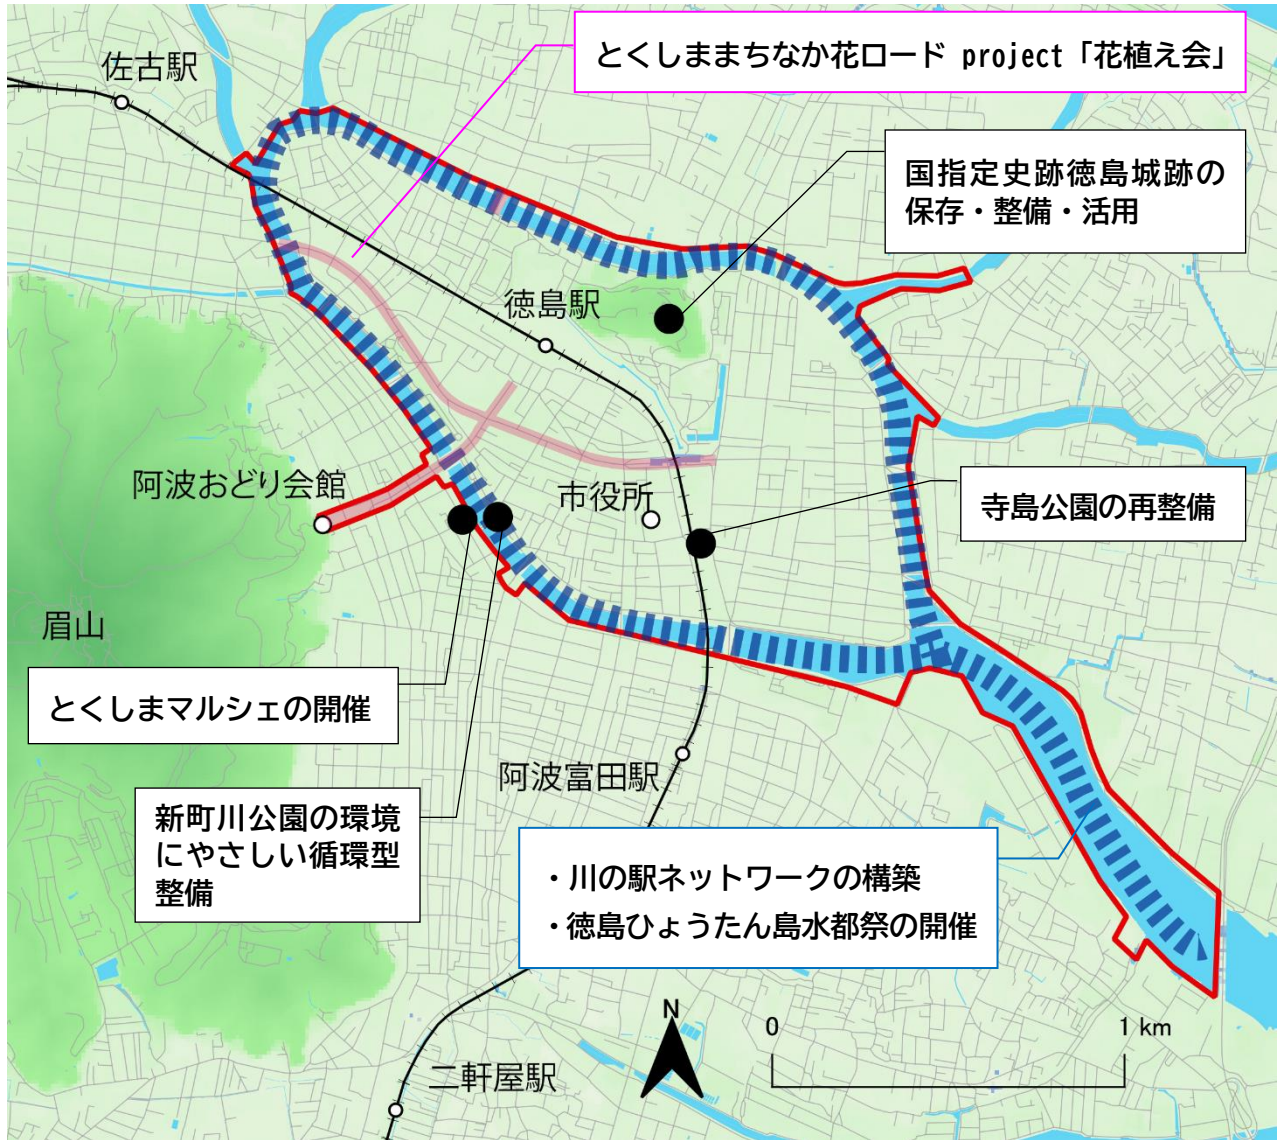 とくしままちなか花ロード project「花植え会」
佐古駅
国指定史跡徳島城跡の
保存・整備・活用
徳島駅
阿波おどり会館
市役所
寺島公園の再整備
眉山
とくしまマルシェの開催
阿波富田駅
新町川公園の環境
にやさしい循環型
整備
・川の駅ネットワークの構築
・徳島ひょうたん島水都祭の開催
N
0
1 km
二軒屋駅